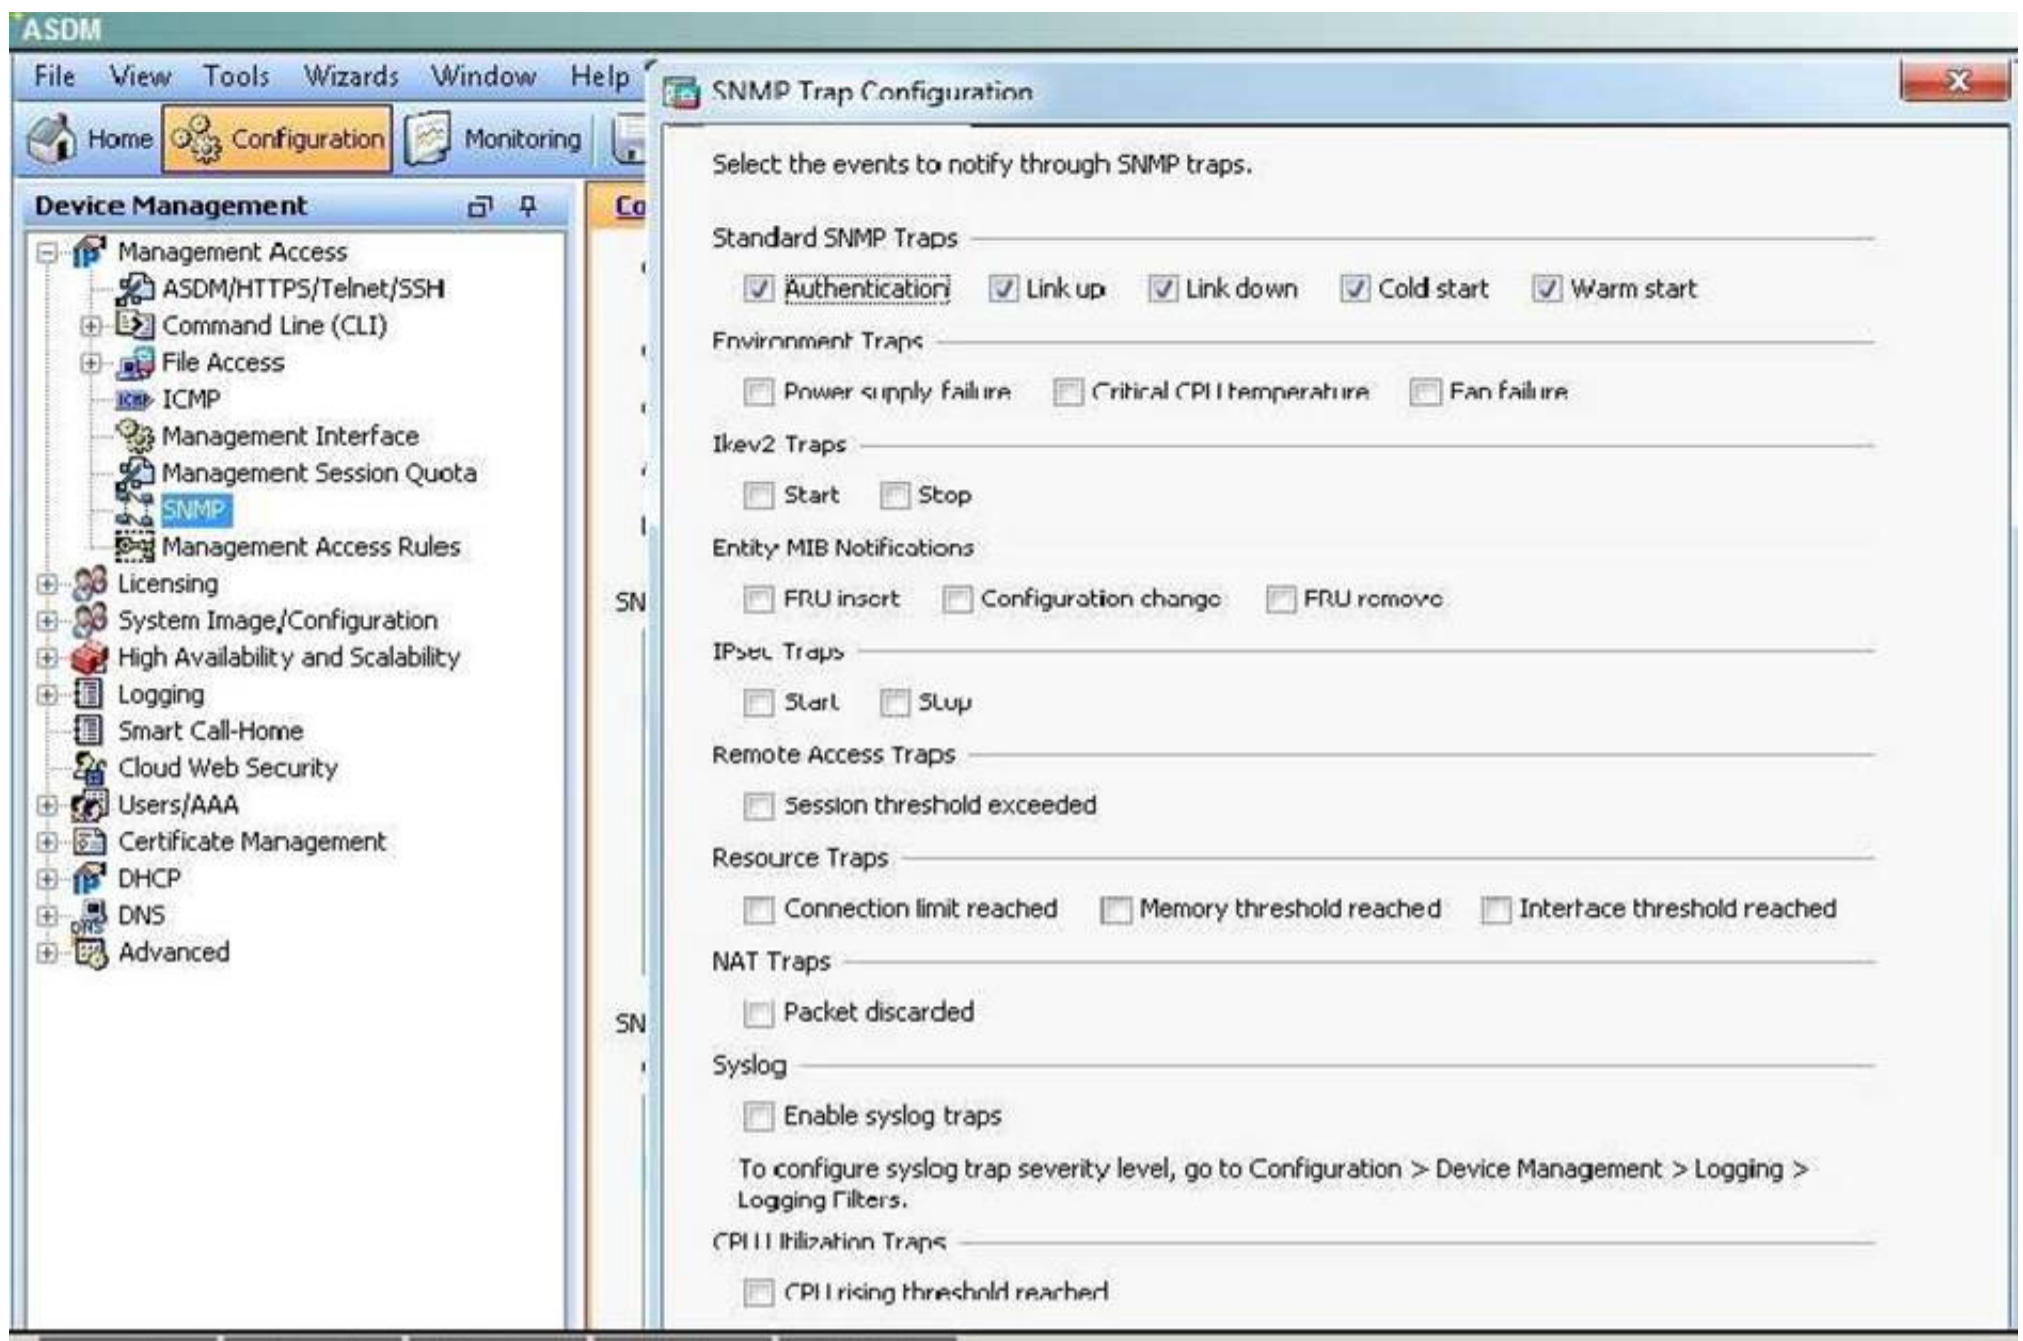 ASDM
File View Tools Wizards Window Help
Home Configuration Monitoring
Device Management
Management Access
ASDM/HTTPS/Telnet/SSH
Command Line (CLI)
File Access
ICMP
Management Interface
Management Session Quota
SNMP
Management Access Rules
Licensing
System Image/Configuration
High Availability and Scalability
Logging
Smart Call-Home
Cloud Web Security
Users/AAA
Certificate Management
DHCP
DNS
Advanced
Co
SN
SN
SNMP Trap Configuration
Select the events to notify through SNMP traps.
Standard SNMP Traps
Authentication Link up Link down Cold start Warm start
Environment Traps
Power supply failure Critical CPU temperature Fan failure
Ikev2 Traps
Start Stop
Entity MIB Notifications
FRU insert Configuration change FRU remove
IPsec Traps
Start Stop
Remote Access Traps
Session threshold exceeded
Resource Traps
Connection limit reached Memory threshold reached Interface threshold reached
NAT Traps
Packet discarded
Syslog
Enable syslog traps
To configure syslog trap severity level, go to Configuration > Device Management > Logging >
Logging Filters.
CPU Utilization Traps
CPU rising threshold reached